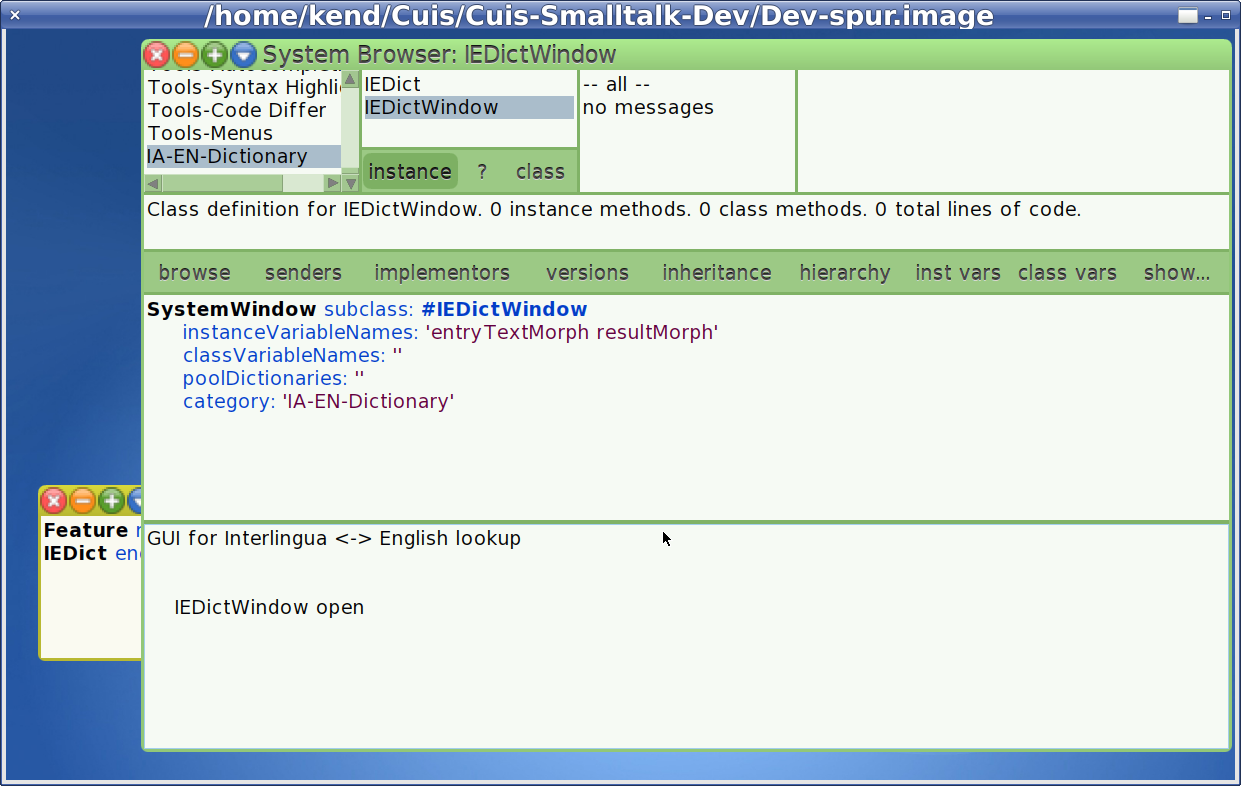 /home/kend/Cuis/Cuis-Smalltalk-Dev/Dev-spur.image
System Browser: IEDictWindow
Tools-Syntax Highli
Tools-Code Differ
Tools-Menus
IA-EN-Dictionary
IEDict
IEDictWindow
instance ? class
-- all --
no messages
Class definition for IEDictWindow. 0 instance methods. 0 class methods. 0 total lines of code.
browse senders implementors versions inheritance hierarchy inst vars class vars show...
SystemWindow subclass: #IEDictWindow
instanceVariableNames: 'entryTextMorph resultMorph'
classVariableNames: ''
poolDictionaries: ''
category: 'IA-EN-Dictionary'
Feature
IEDict en
GUI for Interlingua <-> English lookup
IEDictWindow open